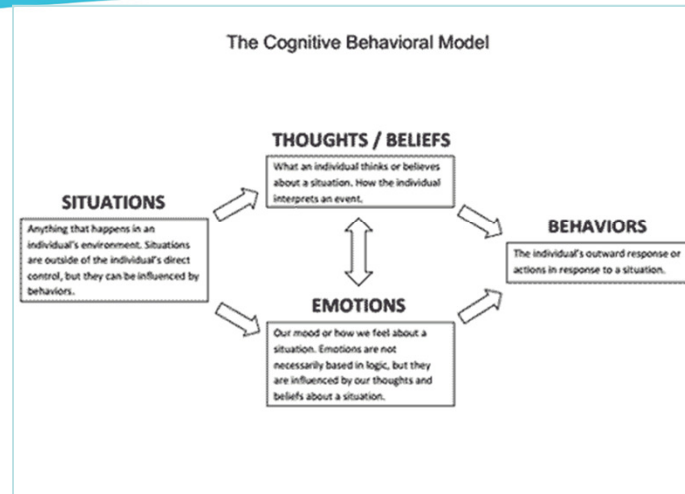 The Cognitive Behavioral Model
THOUGHTS / BELIEFS
What an individual thinks or believes
about a situation. How the individual
interprets an event.
SITUATIONS
Anything that happens in an
individual's environment. Situations
are outside of the individual's direct
control, but they can be influenced by
behaviors.
BEHAVIORS
The individual's outward response or
actions in response to a situation.
EMOTIONS
Our mood or how we feel about a
situation. Emotions are not
necessarily based in logic, but they
are influenced by our thoughts and
beliefs about a situation.